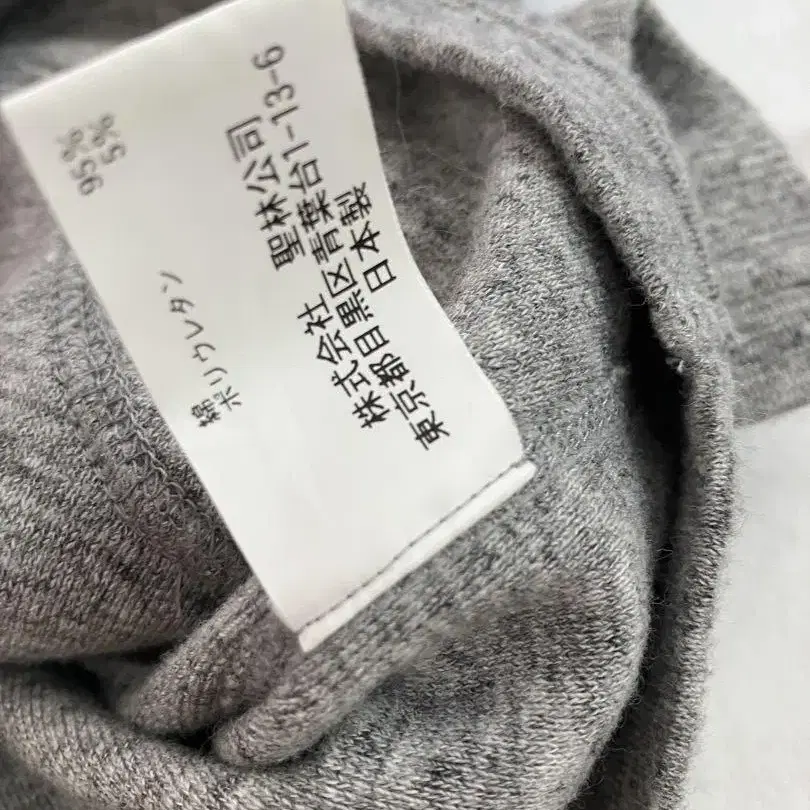 綿 95%
ポリウレタン 5%
株式会社 聖林公司
東京都目黒区青葉台1-13-6
日本製